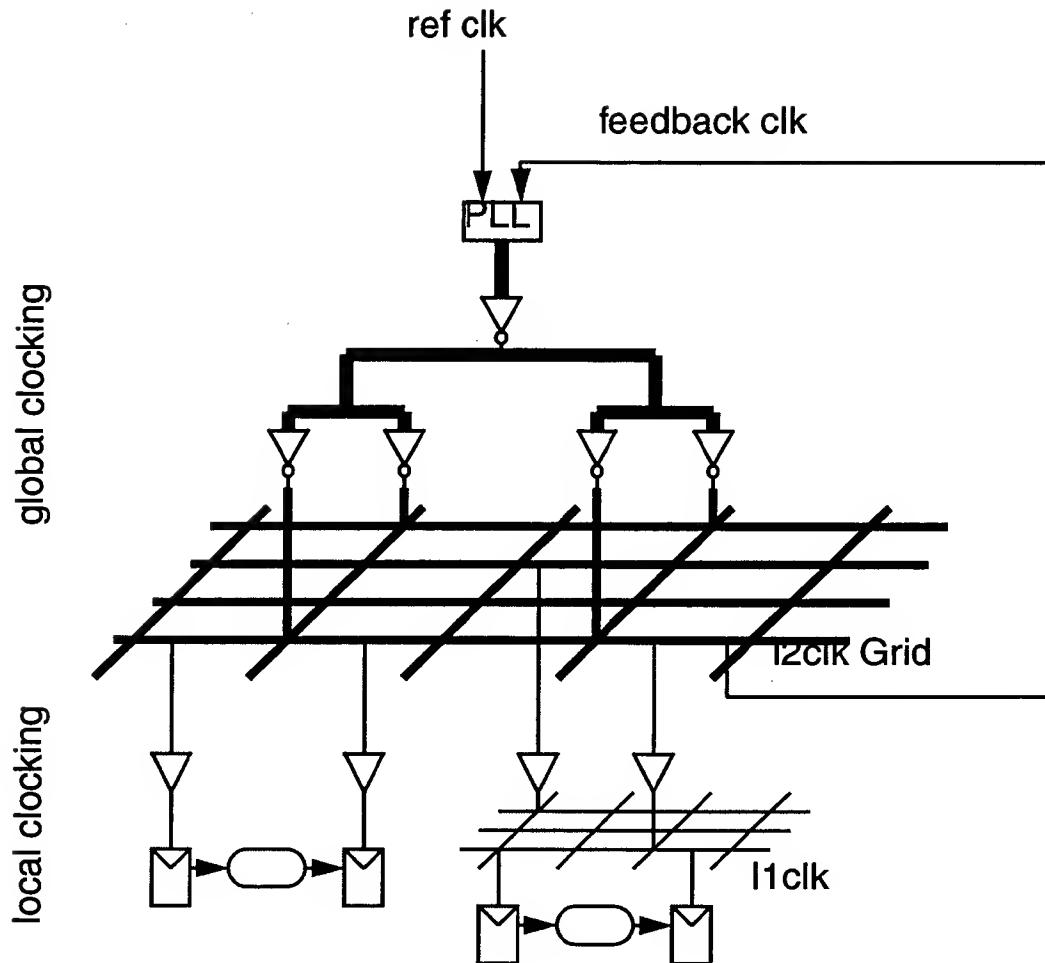 ref clk
feedback clk
PLL
global clocking
l2clk Grid
local clocking
l1clk